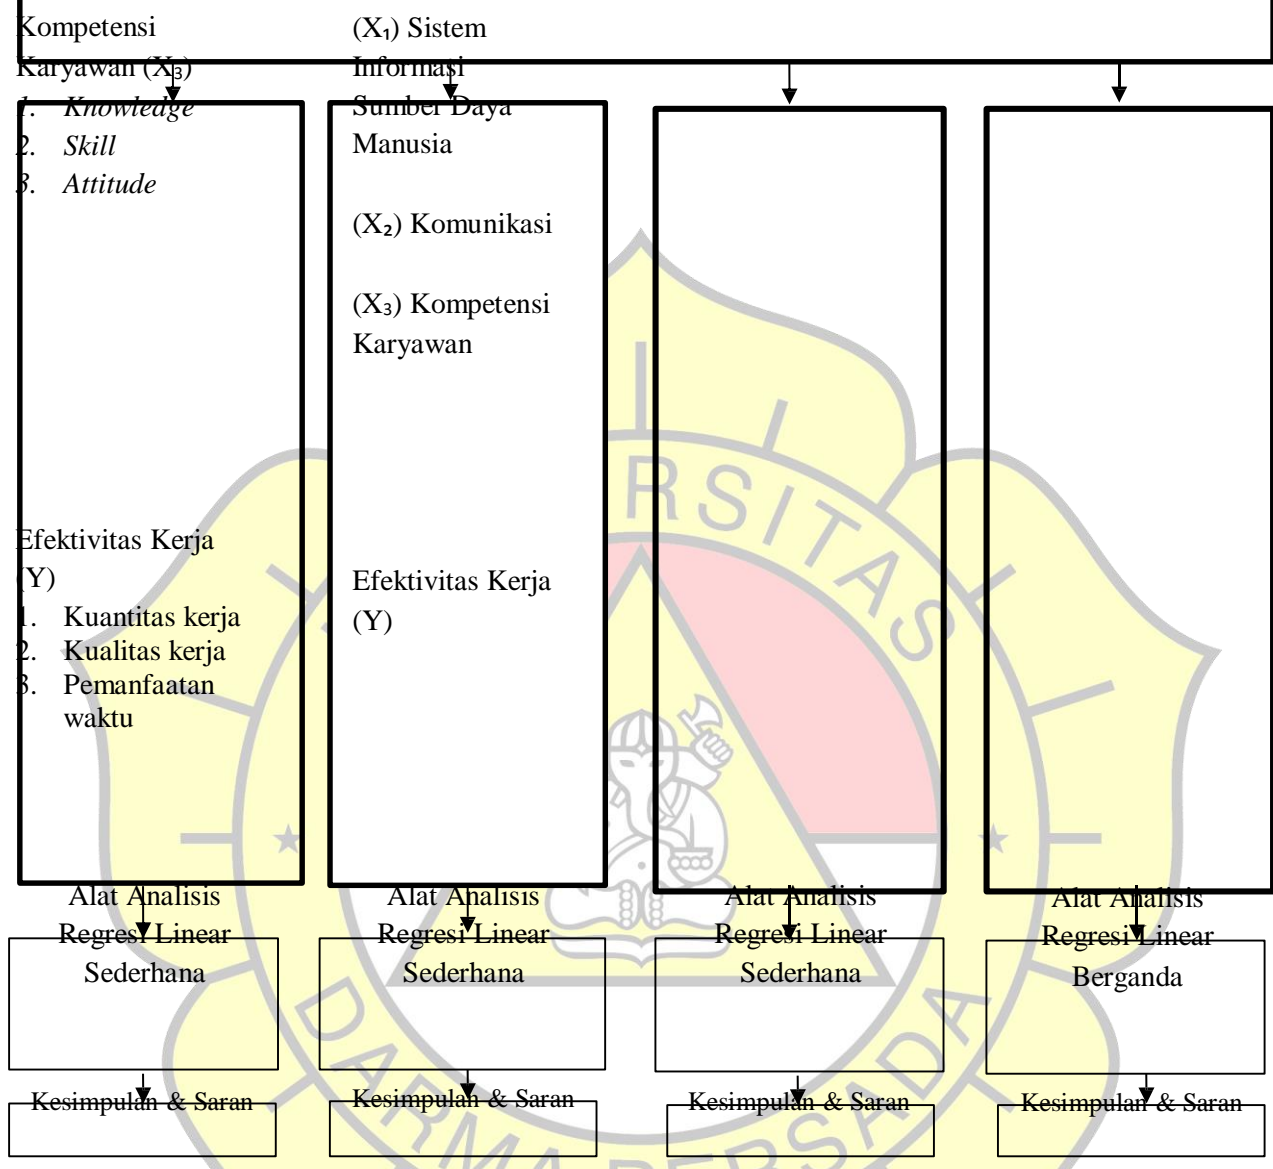 Kompetensi
Karyawan (X₃)
1. Knowledge
2. Skill
3. Attitude
Efektivitas Kerja
(Y)
1. Kuantitas kerja
2. Kualitas kerja
3. Pemanfaatan
waktu
(X₁) Sistem
Informasi
Sumber Daya
Manusia
(X₂) Komunikasi
(X₃) Kompetensi
Karyawan
Efektivitas Kerja
(Y)
Alat Analisis
Regresi Linear
Sederhana
Alat Analisis
Regresi Linear
Sederhana
Alat Analisis
Regresi Linear
Sederhana
Alat Analisis
Regresi Linear
Berganda
Kesimpulan & Saran
Kesimpulan & Saran
Kesimpulan & Saran
Kesimpulan & Saran
RSITAS
DARMA PERSADA